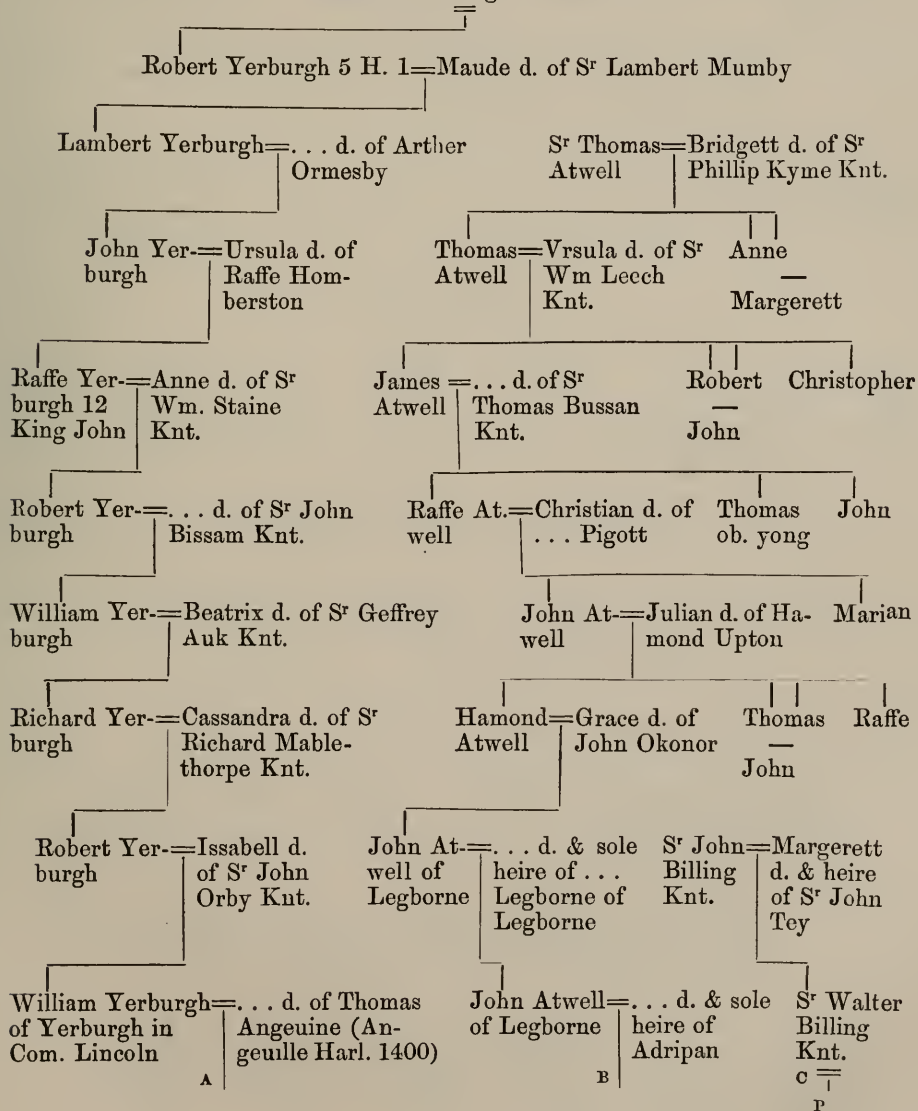 Robert Yerburgh 5 H. 1=Maude d. of Sʳ Lambert Mumby
Lambert Yerburgh=. . . d. of Arther
Ormesby
Sʳ Thomas=Bridgett d. of Sʳ
Atwell
Phillip Kyme Knt.
John Yer-=Ursula d. of
burgh
Raffe Hom-
berston
Thomas=Vrsula d. of Sʳ
Atwell
Wm Leech
Knt.
Anne
—
Margerett
Raffe Yer-=Anne d. of Sʳ
burgh 12
Wm. Staine
King John
Knt.
James =. . . d. of Sʳ
Atwell
Thomas Bussan
Knt.
Robert
—
John
Christopher
Robert Yer-=. . . d. of Sʳ John
burgh
Bissam Knt.
Raffe At.=Christian d. of
well
. . . Pigott
Thomas
ob. yong
John
William Yer-=Beatrix d. of Sʳ Geffrey
burgh
Auk Knt.
John At-=Julian d. of Ha-
well
mond Upton
Marian
Richard Yer-=Cassandra d. of Sʳ
burgh
Richard Mable-
thorpe Knt.
Hamond=Grace d. of
Atwell
John Okonor
Thomas
—
John
Raffe
Robert Yer-=Issabell d.
burgh
of Sʳ John
Orby Knt.
John At-=. . . d. & sole
well of
heire of . . .
Legborne
Legborne of
Legborne
Sʳ John=Margerett
Billing
d. & heire
Knt.
of Sʳ John
Tey
William Yerburgh=. . . d. of Thomas
of Yerburgh in
Angeuine (An-
Com. Lincoln
geuille Harl. 1400)
A
John Atwell=. . . d. & sole
of Legborne
heire of
Adripan
B
Sʳ Walter
Billing
Knt.
C =
P